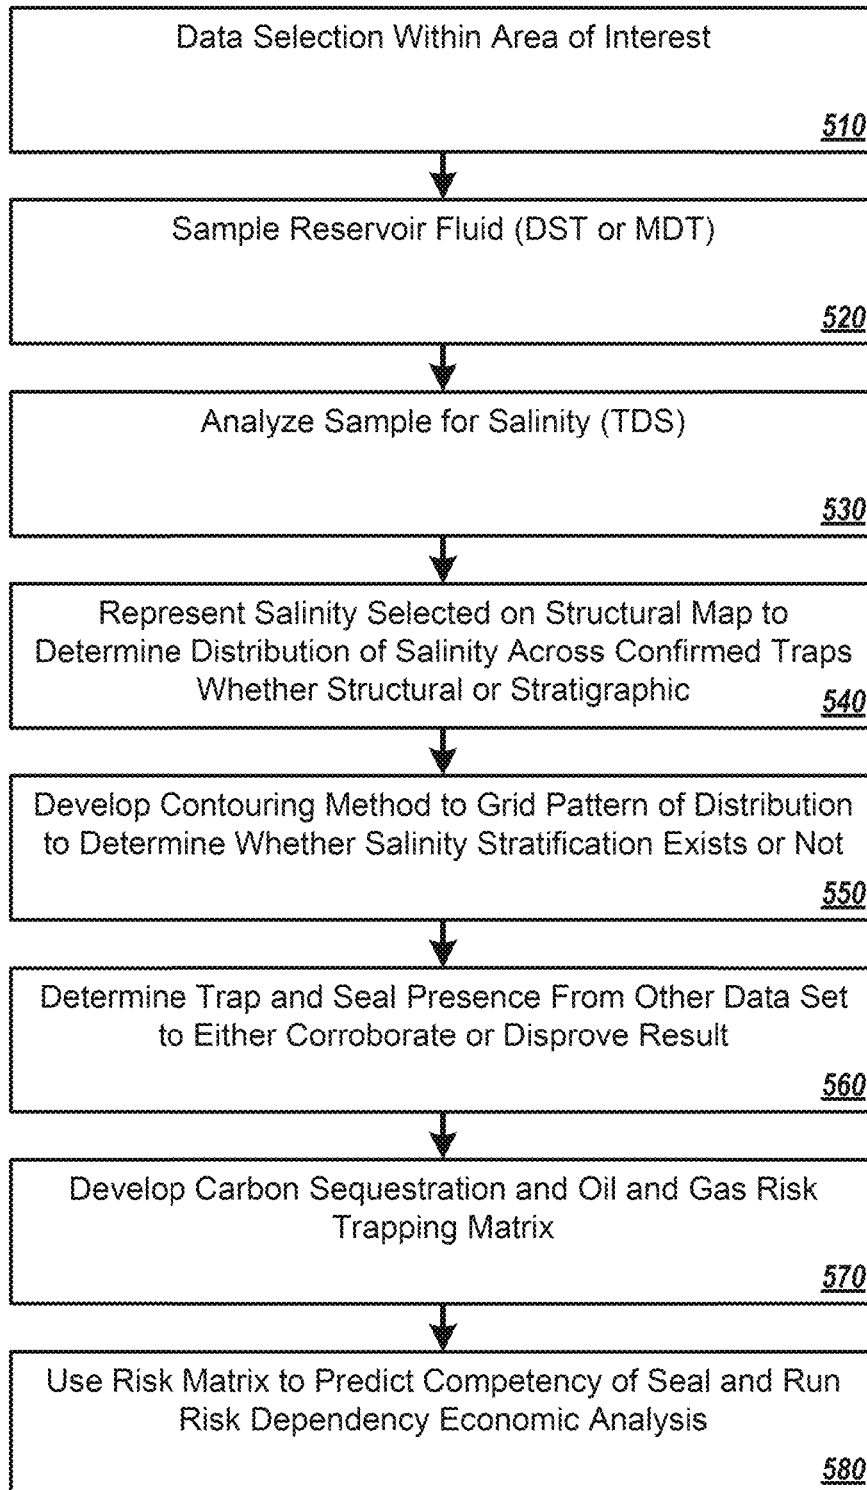 Data Selection Within Area of Interest
510
Sample Reservoir Fluid (DST or MDT)
520
Analyze Sample for Salinity (TDS)
530
Represent Salinity Selected on Structural Map to
Determine Distribution of Salinity Across Confirmed Traps
Whether Structural or Stratigraphic
540
Develop Contouring Method to Grid Pattern of Distribution
to Determine Whether Salinity Stratification Exists or Not
550
Determine Trap and Seal Presence From Other Data Set
to Either Corroborate or Disprove Result
560
Develop Carbon Sequestration and Oil and Gas Risk
Trapping Matrix
570
Use Risk Matrix to Predict Competency of Seal and Run
Risk Dependency Economic Analysis
580